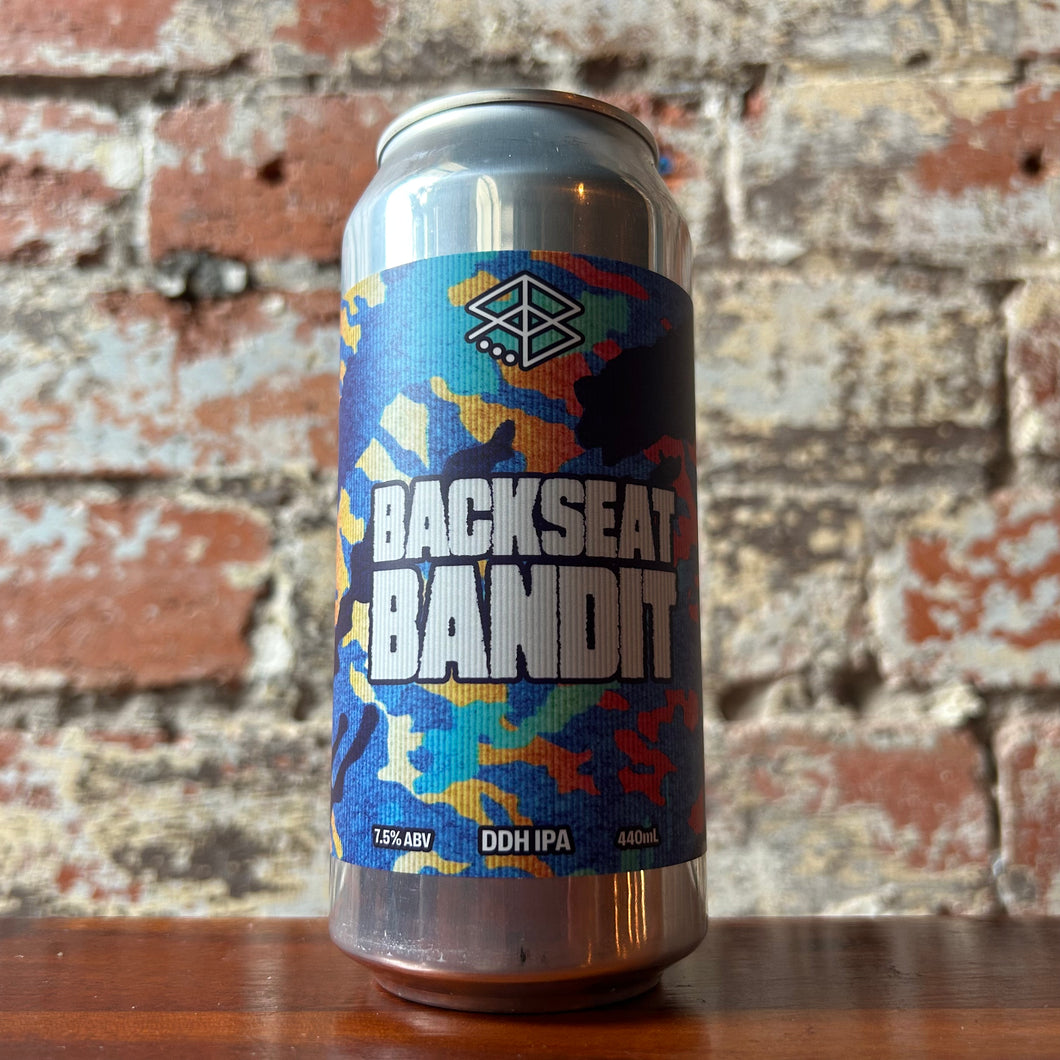 BACKSEAT
BANDIT
7.5% ABV DDH IPA 440mL